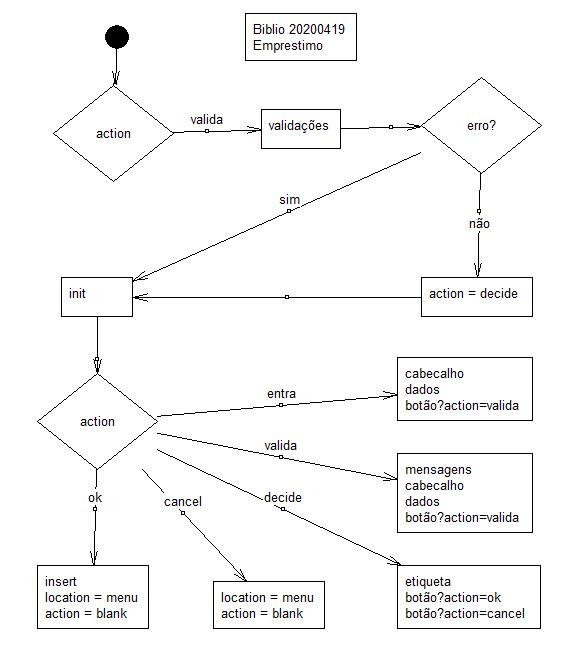 Biblio 20200419
Emprestimo
action
valida
validações
erro?
sim
não
init
action = decide
action
entra
cabecalho
dados
botão?action=valida
valida
mensagens
cabecalho
dados
botão?action=valida
ok
cancel
decide
insert
location = menu
action = blank
location = menu
action = blank
etiqueta
botão?action=ok
botão?action=cancel